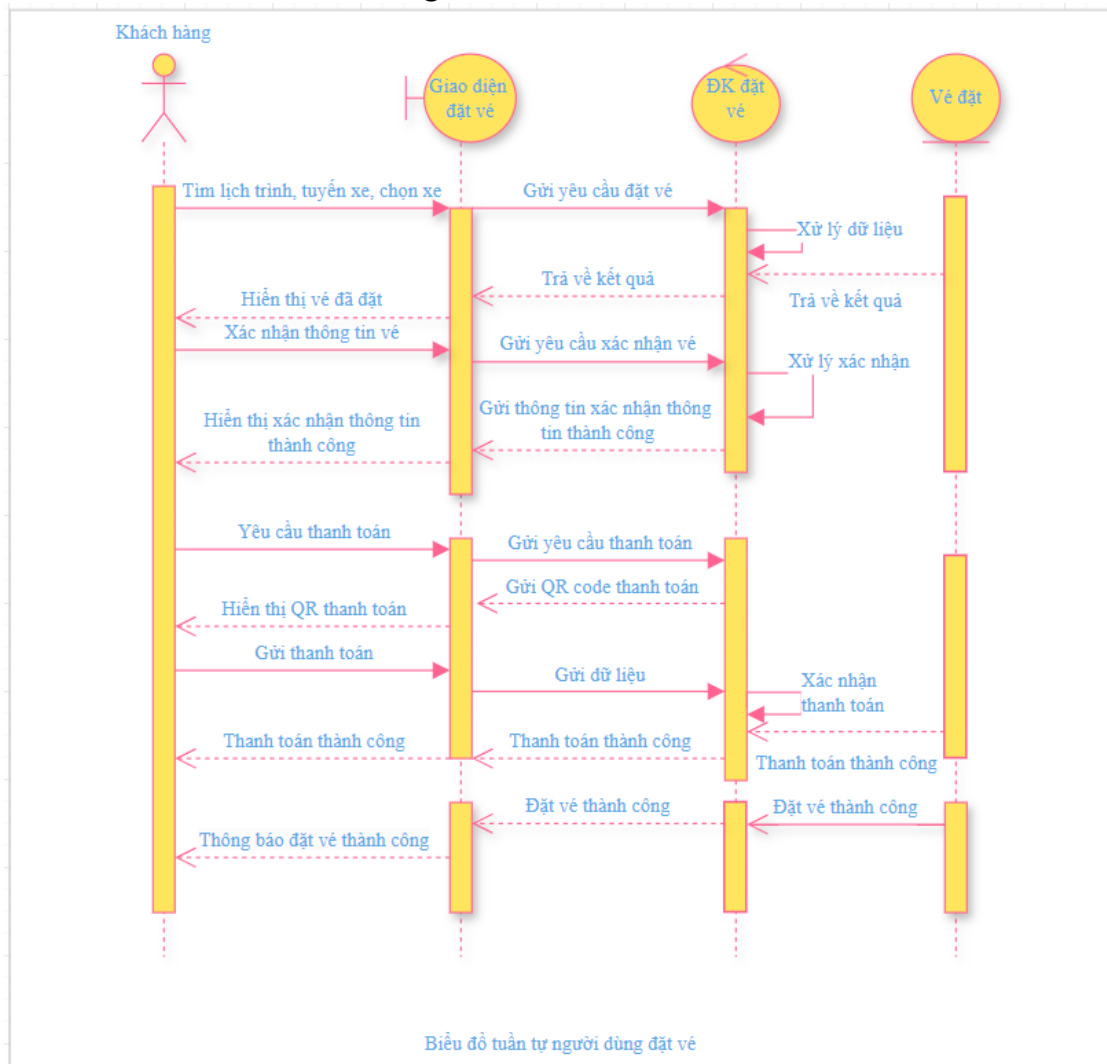 Khách hàng
Giao diện
đặt vé
ĐK đặt
vé
Vé đặt
Tìm lịch trình, tuyến xe, chọn xe
Gửi yêu cầu đặt vé
Xử lý dữ liệu
Trả về kết quả
Trả về kết quả
Hiển thị vé đã đặt
Xác nhận thông tin vé
Gửi yêu cầu xác nhận vé
Xử lý xác nhận
Gửi thông tin xác nhận thông
tin thành công
Hiển thị xác nhận thông tin
thành công
Yêu cầu thanh toán
Gửi yêu cầu thanh toán
Gửi QR code thanh toán
Hiển thị QR thanh toán
Gửi thanh toán
Gửi dữ liệu
Xác nhận
thanh toán
Thanh toán thành công
Thanh toán thành công
Thanh toán thành công
Đặt vé thành công
Đặt vé thành công
Thông báo đặt vé thành công
Biểu đồ tuần tự người dùng đặt vé